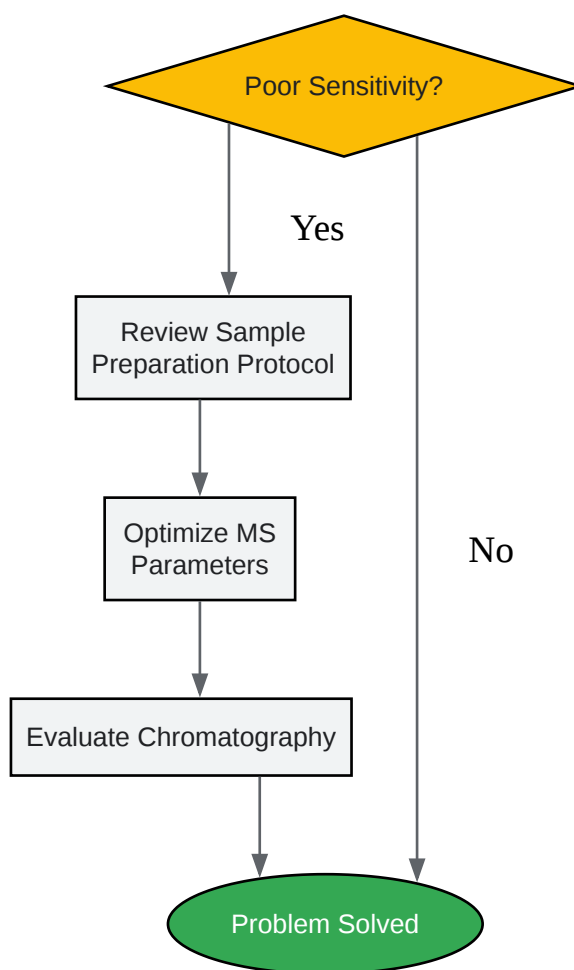 Poor Sensitivity?
Yes
Review Sample
Preparation Protocol
Optimize MS
Parameters
No
Evaluate Chromatography
Problem Solved